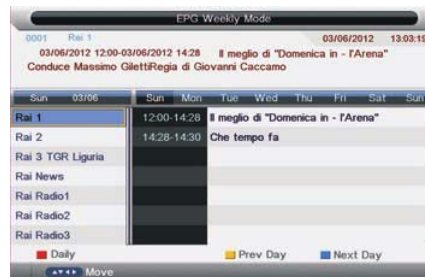 EPG Weekly Mode
0001 Rai 1 03/06/2012 13:03:19
03/06/2012 12:00-03/06/2012 14:28 Il meglio di "Domenica in - l'Arena"
Conduce Massimo GilettiRegia di Giovanni Caccamo
Sun 03/06 Sun Mon Tue Wed Thu Fri Sat Sun
Rai 1 12:00-14:28 Il meglio di "Domenica in - l'Arena"
Rai 2 14:28-14:30 Che tempo fa
Rai 3 TGR Liguria
Rai News
Rai Radio1
Rai Radio2
Rai Radio3
Daily Prev Day Next Day
Move